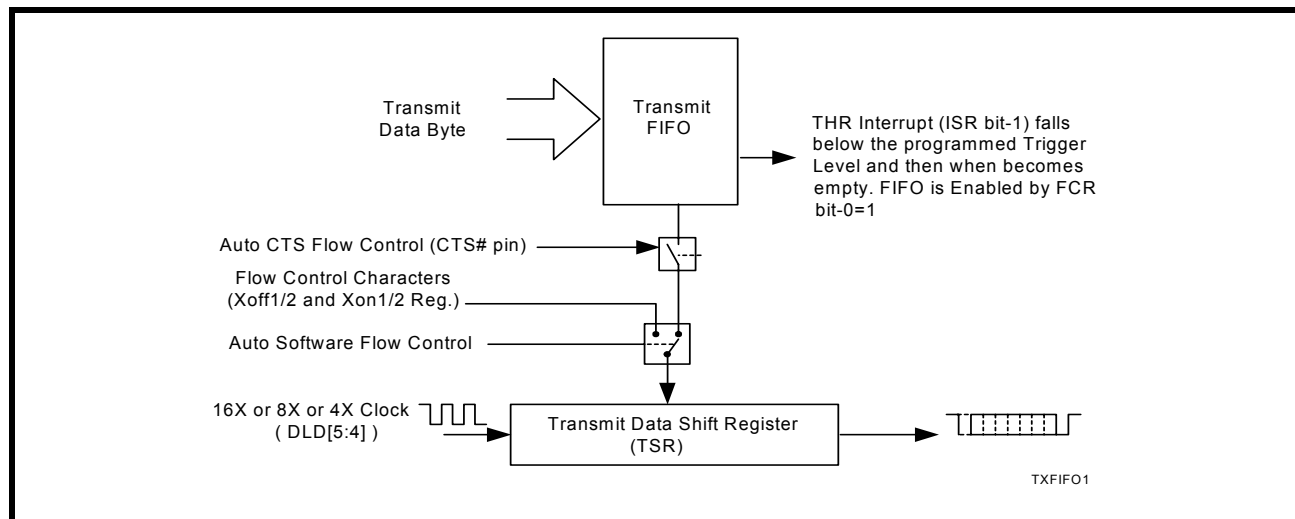 Transmit
Data Byte
Transmit
FIFO
THR Interrupt (ISR bit-1) falls
below the programmed Trigger
Level and then when becomes
empty. FIFO is Enabled by FCR
bit-0=1
Auto CTS Flow Control (CTS# pin)
Flow Control Characters
(Xoff1/2 and Xon1/2 Reg.)
Auto Software Flow Control
16X or 8X or 4X Clock
( DLD[5:4] )
Transmit Data Shift Register
(TSR)
TXFIFO1